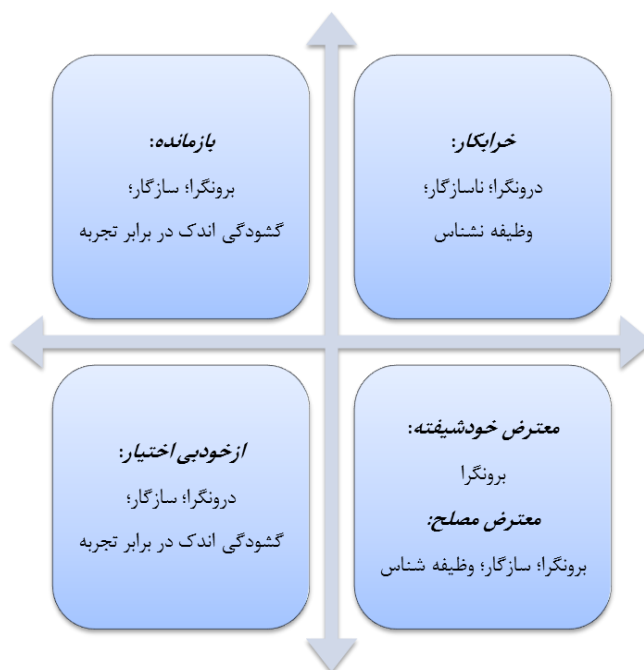 خرابکار:
درونگرا؛ ناسازگار؛
وظیفه نشناس
بازمانده:
برونگرا؛ سازگار؛
گشودگی اندک در برابر تجربه
معترض خودشیفته:
برونگرا
معترض مصلح:
برونگرا؛ سازگار؛ وظیفه شناس
ازخودبی اختیار:
درونگرا؛ سازگار؛
گشودگی اندک در برابر تجربه